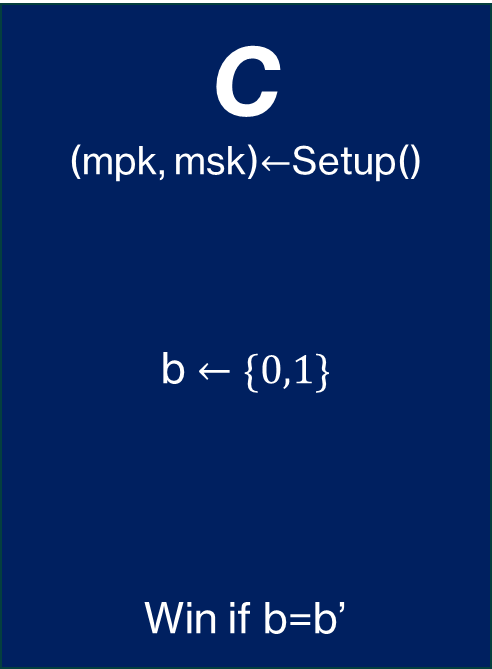 C
(mpk, msk)←Setup()
b ← {0,1}
Win if b=b’